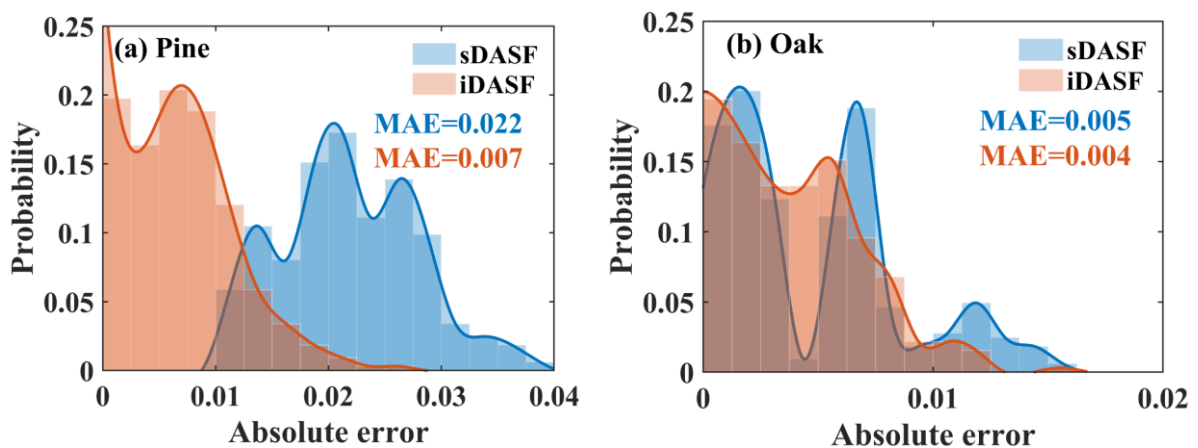 (a) Pine
sDASF
iDASF
MAE=0.022
MAE=0.007
0.25
0.2
0.15
0.1
0.05
0
Probability
0
0.01
0.02
0.03
0.04
Absolute error
(b) Oak
sDASF
iDASF
MAE=0.005
MAE=0.004
0.25
0.2
0.15
0.1
0.05
0
Probability
0
0.01
0.02
Absolute error